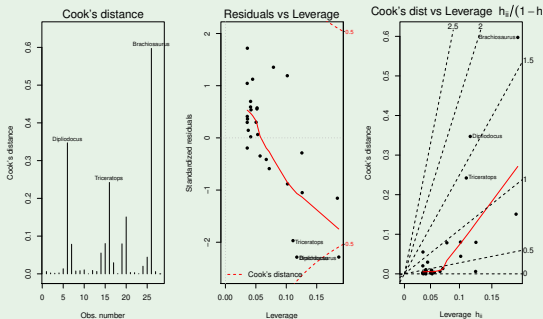 Cook's distance
Cook's distance
0.0
0.1
0.2
0.3
0.4
0.5
0.6
0
5
10
15
20
25
Obs. number
Brachiosaurus
Dipliodocus
Triceratops
Residuals vs Leverage
Standardized residuals
2
1
0
−1
−2
0.00
0.05
0.10
0.15
Leverage
0.5
0.5
Triceratops
Cook's distance
Cook's dist vs Leverage hii/(1−h
Cook's distance
0.0
0.1
0.2
0.3
0.4
0.5
0.6
0
0.05
0.1
0.15
Leverage hii
2.5
2
1.5
1
0.5
0
Brachiosaurus
Dipliodocus
Triceratops